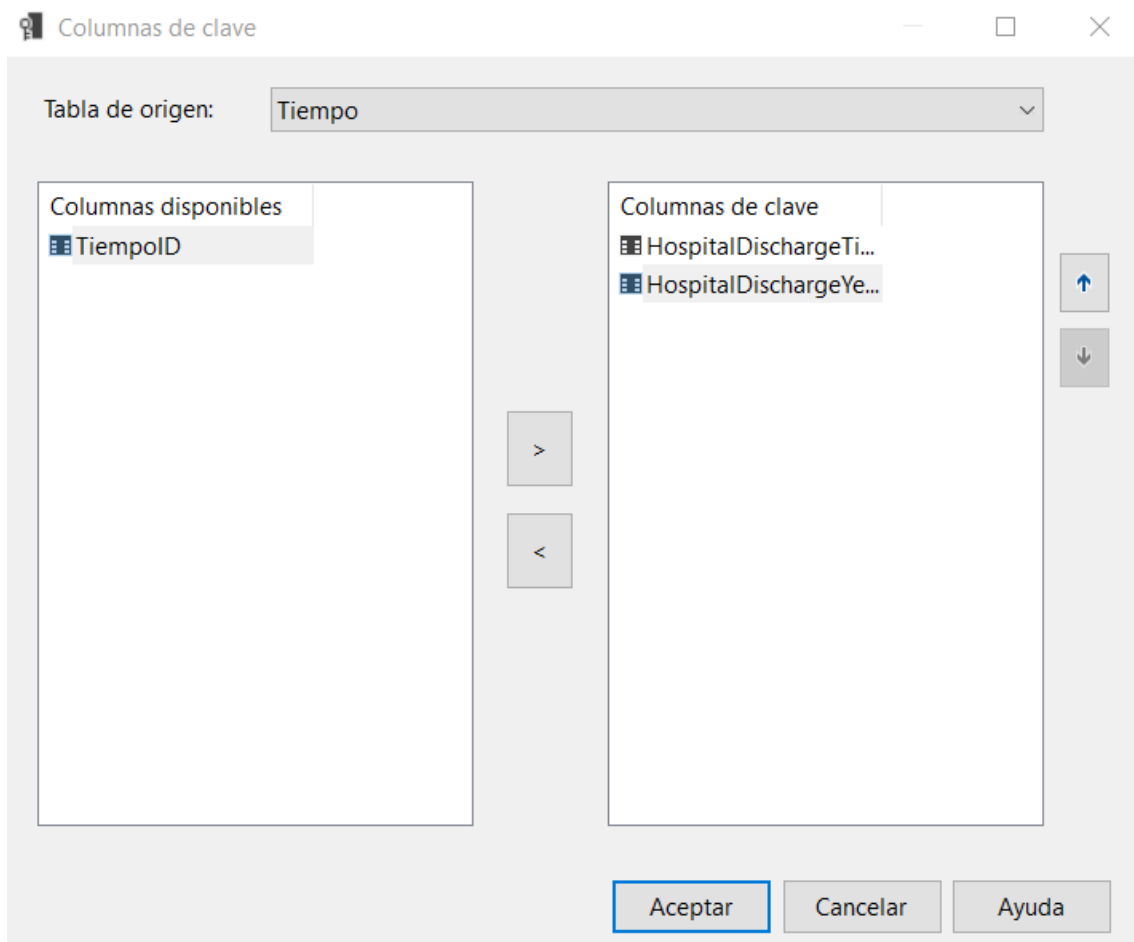 Columnas de clave
Tabla de origen: Tiempo
Columnas disponibles
TiempoID
Columnas de clave
HospitalDischargeTi...
HospitalDischargeYe...
>
<
Aceptar Cancelar Ayuda